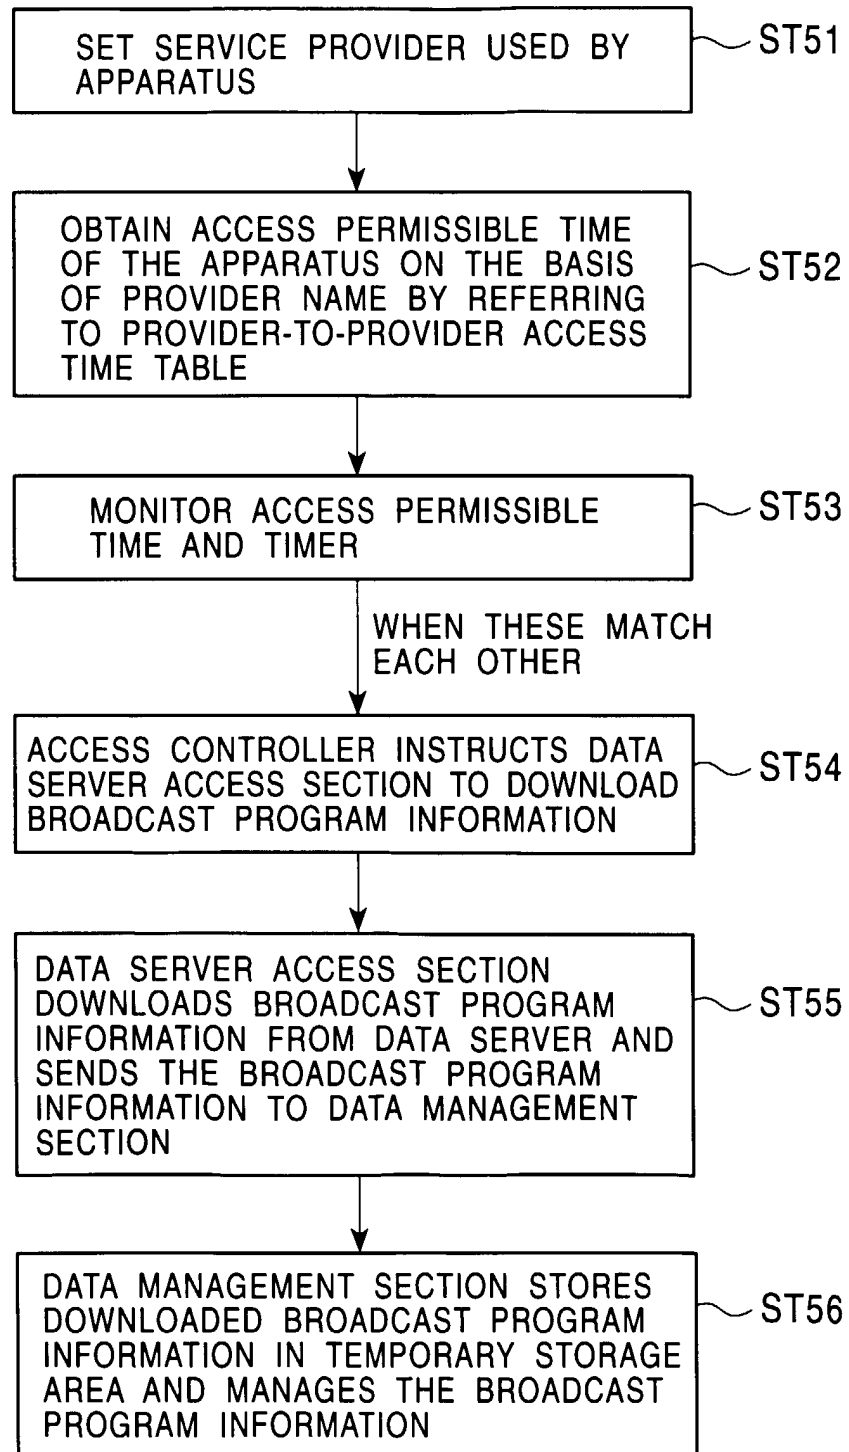 SET SERVICE PROVIDER USED BY
APPARATUS
ST51
OBTAIN ACCESS PERMISSIBLE TIME
OF THE APPARATUS ON THE BASIS
OF PROVIDER NAME BY REFERRING
TO PROVIDER-TO-PROVIDER ACCESS
TIME TABLE
ST52
MONITOR ACCESS PERMISSIBLE
TIME AND TIMER
ST53
WHEN THESE MATCH
EACH OTHER
ACCESS CONTROLLER INSTRUCTS DATA
SERVER ACCESS SECTION TO DOWNLOAD
BROADCAST PROGRAM INFORMATION
ST54
DATA SERVER ACCESS SECTION
DOWNLOADS BROADCAST PROGRAM
INFORMATION FROM DATA SERVER AND
SENDS THE BROADCAST PROGRAM
INFORMATION TO DATA MANAGEMENT
SECTION
ST55
DATA MANAGEMENT SECTION STORES
DOWNLOADED BROADCAST PROGRAM
INFORMATION IN TEMPORARY STORAGE
AREA AND MANAGES THE BROADCAST
PROGRAM INFORMATION
ST56